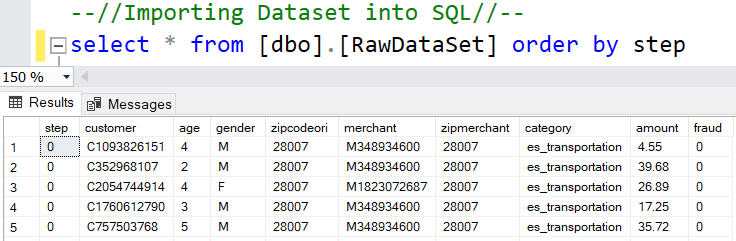 --//Importing Dataset into SQL//--
select * from [dbo].[RawDataSet] order by step
150 %
Results Messages
step customer age gender zipcodeori merchant zipmerchant category amount fraud
1 0 C1093826151 4 M 28007 M348934600 28007 es_transportation 4.55 0
2 0 C352968107 2 M 28007 M348934600 28007 es_transportation 39.68 0
3 0 C2054744914 4 F 28007 M1823072687 28007 es_transportation 26.89 0
4 0 C1760612790 3 M 28007 M348934600 28007 es_transportation 17.25 0
5 0 C757503768 5 M 28007 M348934600 28007 es_transportation 35.72 0